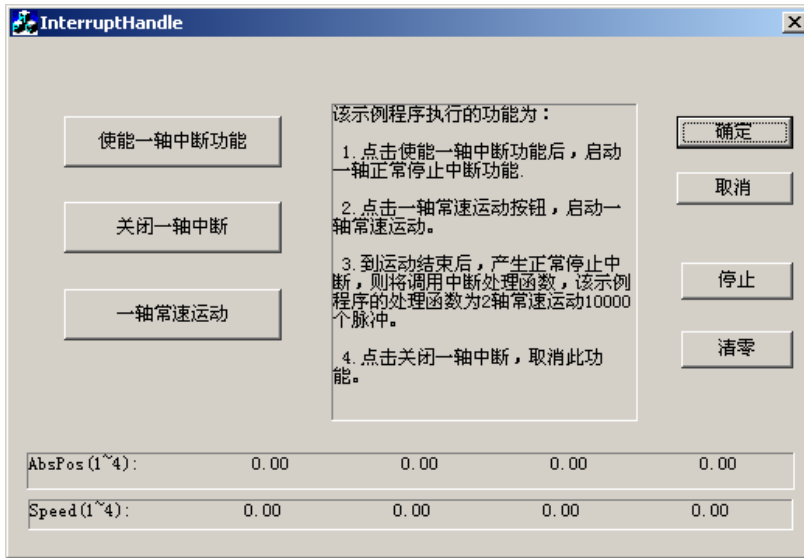 InterruptHandle
使能一轴中断功能
关闭一轴中断
一轴常速运动
该示例程序执行的功能为：
1.点击使能一轴中断功能后，启动
一轴正常停止中断功能.
2.点击一轴常速运动按钮，启动一
轴常速运动。
3.到运动结束后，产生正常停止中
断，则将调用中断处理函数，该示例
程序的处理函数为2轴常速运动10000
个脉冲。
4.点击关闭一轴中断，取消此功
能。
确定
取消
停止
清零
AbsPos(1~4): 0.00 0.00 0.00 0.00
Speed(1~4): 0.00 0.00 0.00 0.00